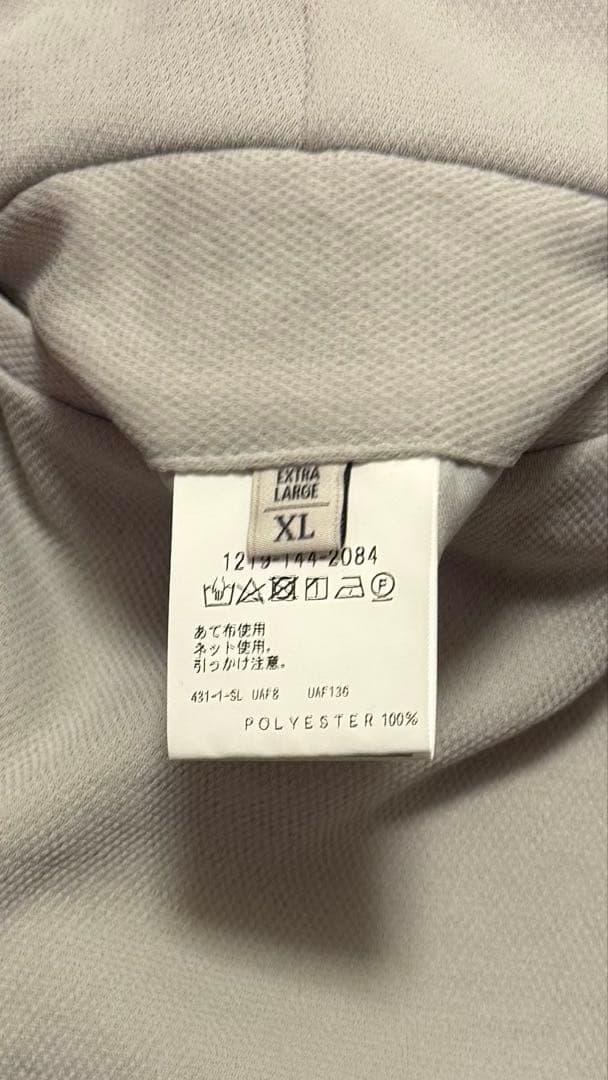 EXTRA
LARGE
XL
1219-144-2084
あて布使用
ネット使用。
引っかけ注意。
431-1-SL UAF8 UAF136
POLYESTER 100%